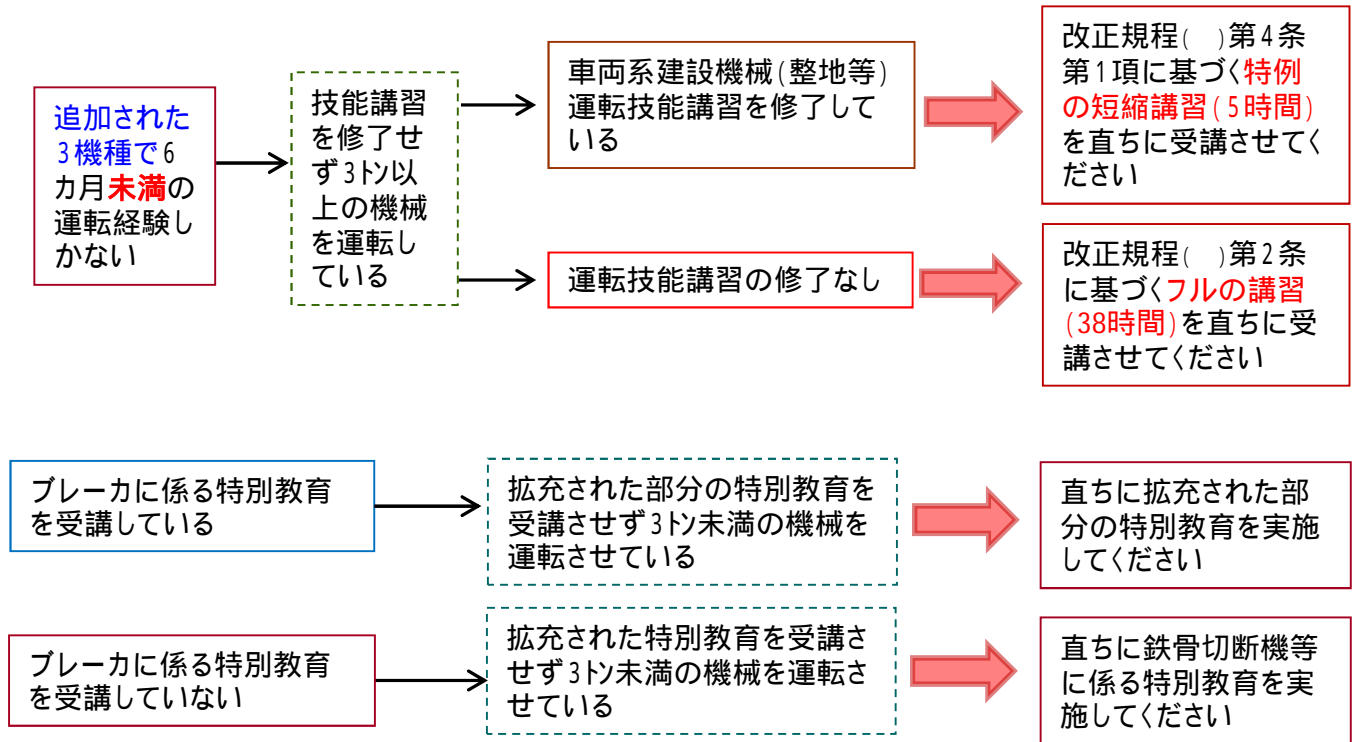 追加された
3機種で6
カ月未満の
運転経験し
かない
技能講習
を修了せ
ず3トン以
上の機械
を運転し
ている
車両系建設機械(整地等)
運転技能講習を修了して
いる
改正規程( )第4条
第1項に基づく特例
の短縮講習(5時間)
を直ちに受講させてく
ださい
運転技能講習の修了なし
改正規程( )第2条
に基づくフルの講習
(38時間)を直ちに受
講させてください
ブレーカに係る特別教育
を受講している
拡充された部分の特別教育を
受講させず3トン未満の機械を
運転させている
直ちに拡充された部
分の特別教育を実施
してください
ブレーカに係る特別教育
を受講していない
拡充された特別教育を受講さ
せず3トン未満の機械を運転さ
せている
直ちに鉄骨切断機等
に係る特別教育を実
施してください